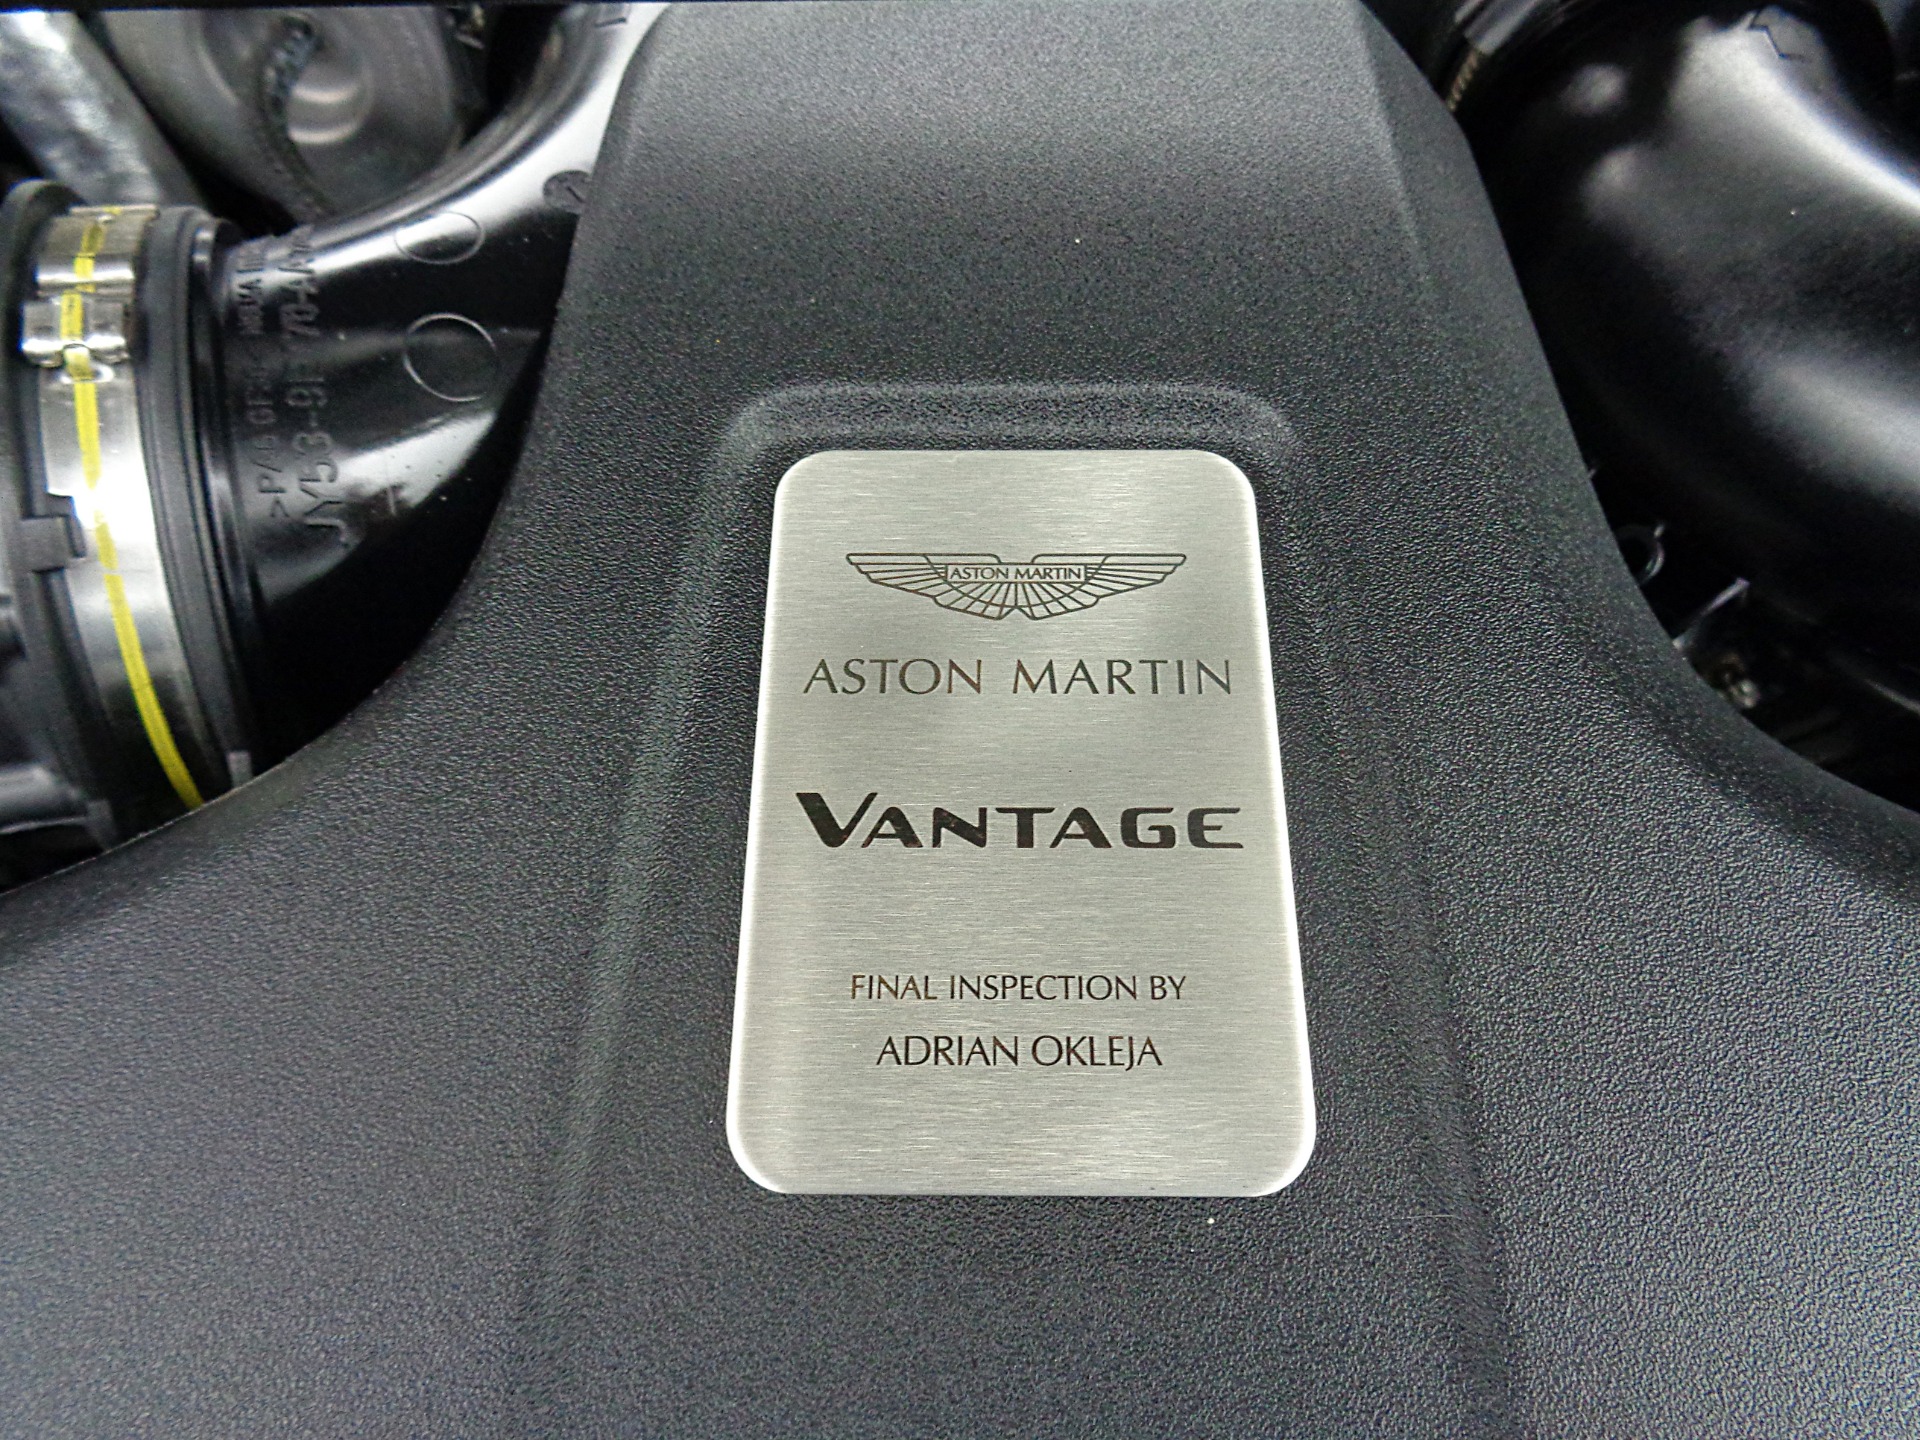 ASTON MARTIN
ASTON MARTIN
VANTAGE
FINAL INSPECTION BY
ADRIAN OKLEJA